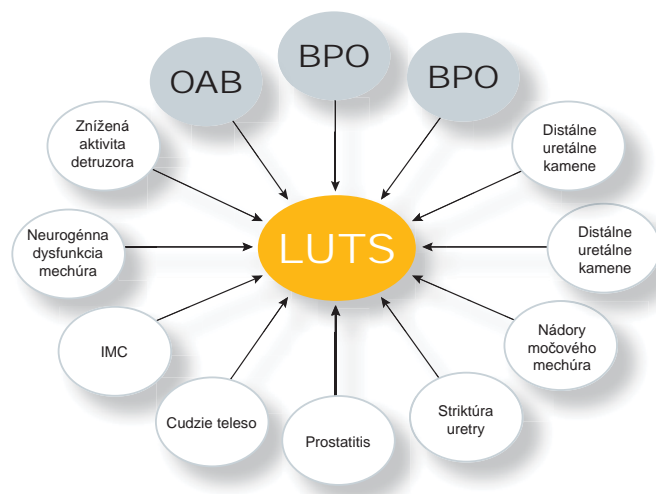 OAB
BPO
BPO
Znížená
aktivita
detruzora
Distálne
uretálne
kamene
Neurogénna
dysfunkcia
mechúra
LUTS
Distálne
uretálne
kamene
IMC
Nádory
močového
mechúra
Cudzie teleso
Prostatitis
Striktúra
uretry